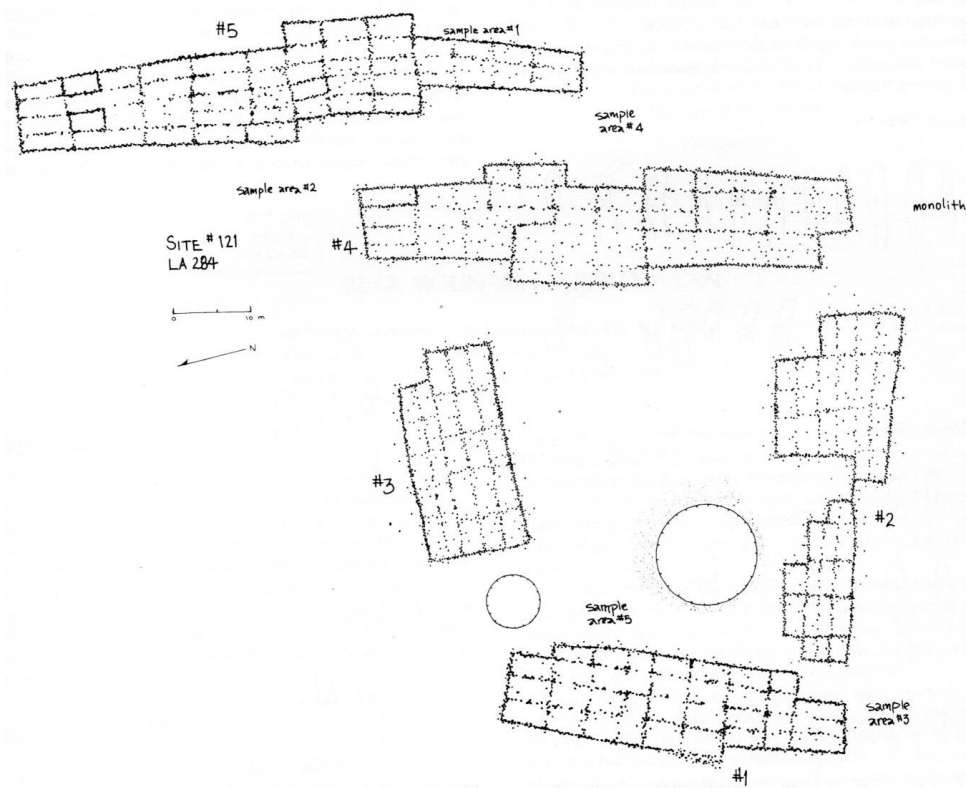 #5
sample area #1
sample
area #4
sample area #2
monolith
SITE # 121
LA 284
#4
0 10 m
N
#3
#2
sample
area #5
sample
area #3
#1